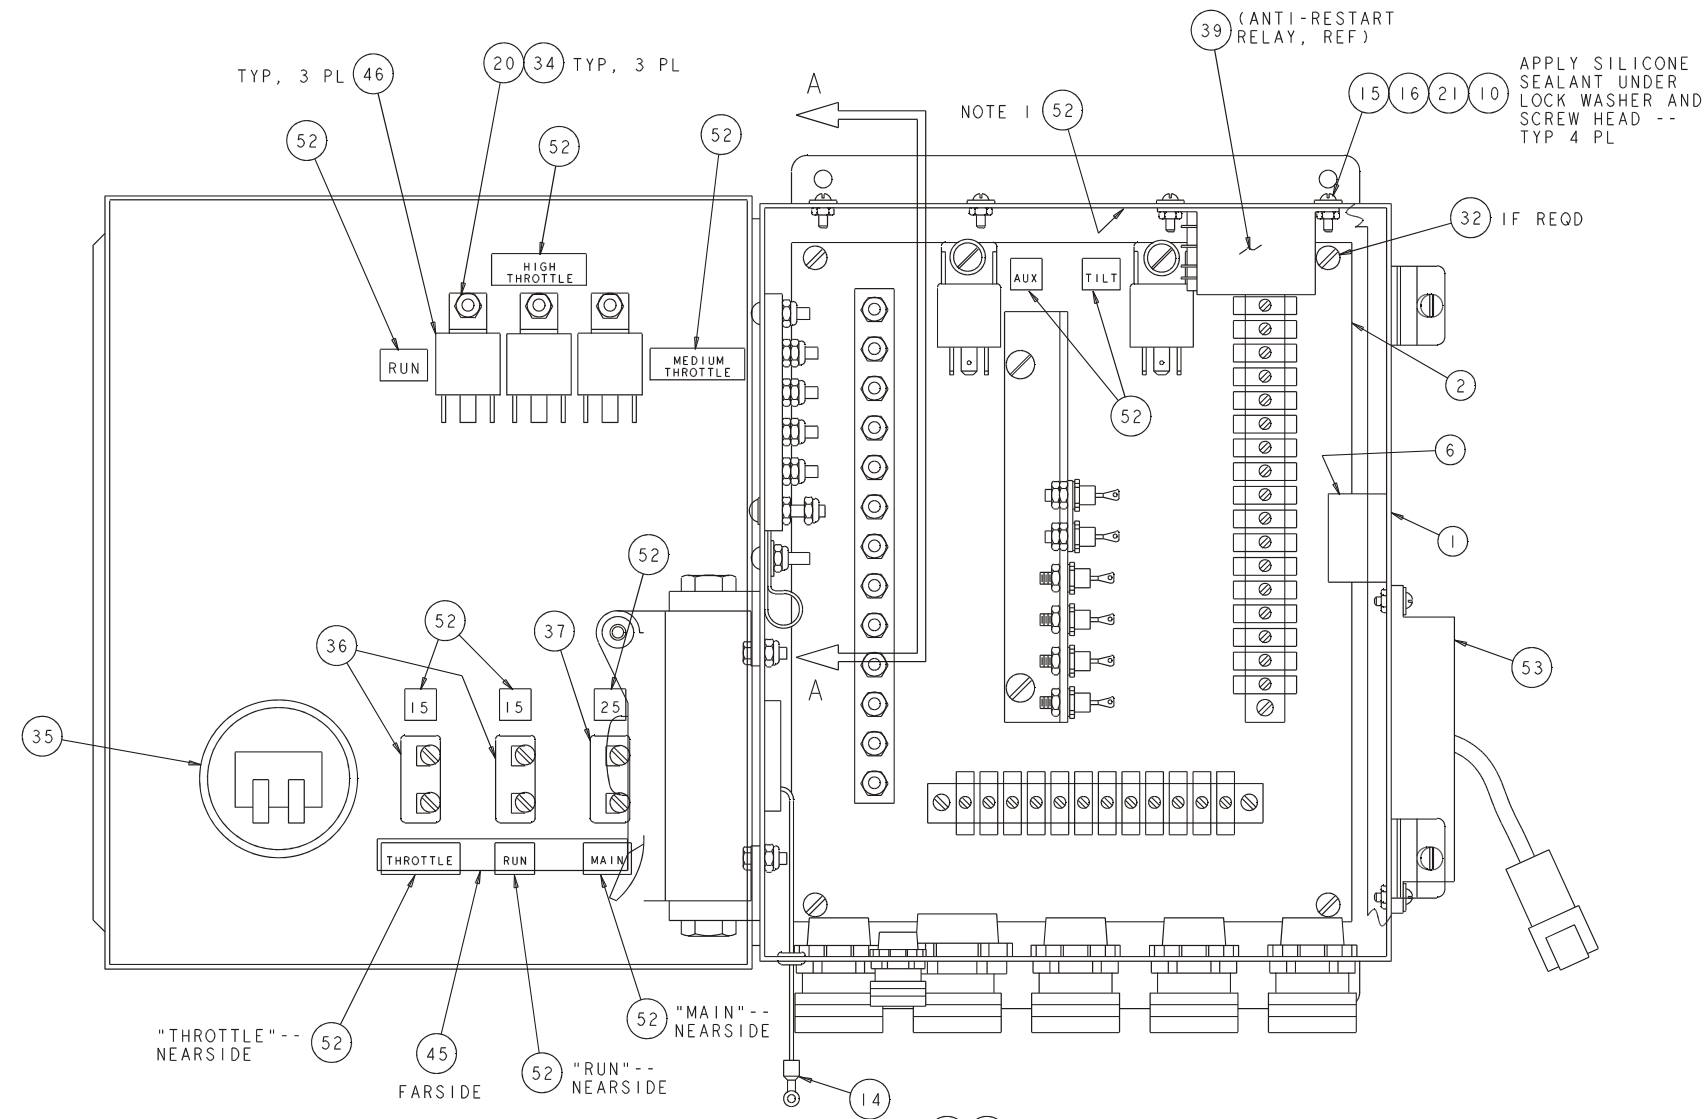 39 (ANTI-RESTART
RELAY, REF)
TYP, 3 PL 46
20 34 TYP, 3 PL
A
NOTE 1 52
15 16 21 10
APPLY SILICONE
SEALANT UNDER
LOCK WASHER AND
SCREW HEAD --
TYP 4 PL
52
52
52
32 IF REQD
HIGH
THROTTLE
AUX
TILT
RUN
MEDIUM
THROTTLE
2
52
6
1
52
52
36
37
53
A
15
15
25
35
THROTTLE
RUN
MAIN
"THROTTLE"--
NEARSIDE
52
45
FARSIDE
52
"RUN"--
NEARSIDE
52
"MAIN"--
NEARSIDE
14